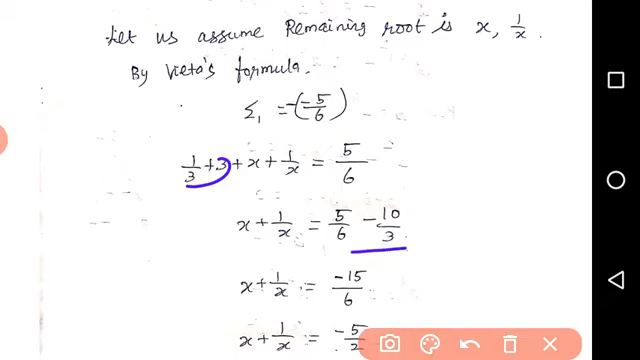 Let us assume Remaining root is x, 1/x.
By Vieta's formula.
Σ₁ = -(-5/6)
1/3 + 3 + x + 1/x = 5/6
x + 1/x = 5/6 - 10/3
x + 1/x = -15/6
x + 1/x = -5/2